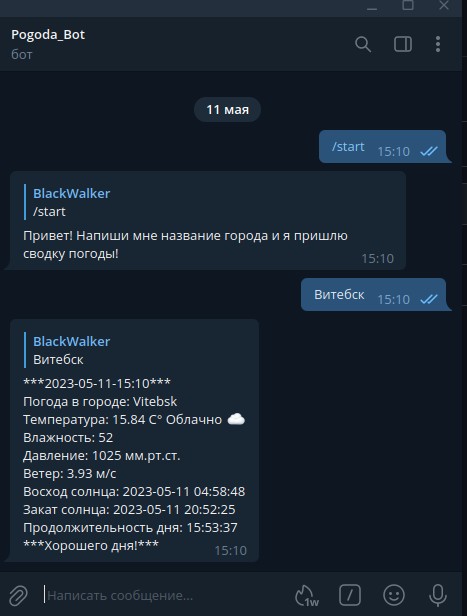 Pogoda_Bot
бот
11 мая
/start 15:10
BlackWalker
/start
Привет! Напиши мне название города и я пришлю
сводку погоды!
15:10
Витебск 15:10
BlackWalker
Витебск
***2023-05-11-15:10***
Погода в городе: Vitebsk
Температура: 15.84 C° Облачно ☁️
Влажность: 52
Давление: 1025 мм.рт.ст.
Ветер: 3.93 м/с
Восход солнца: 2023-05-11 04:58:48
Закат солнца: 2023-05-11 20:52:25
Продолжительность дня: 15:53:37
***Хорошего дня!***
15:10
Написать сообщение...
1w